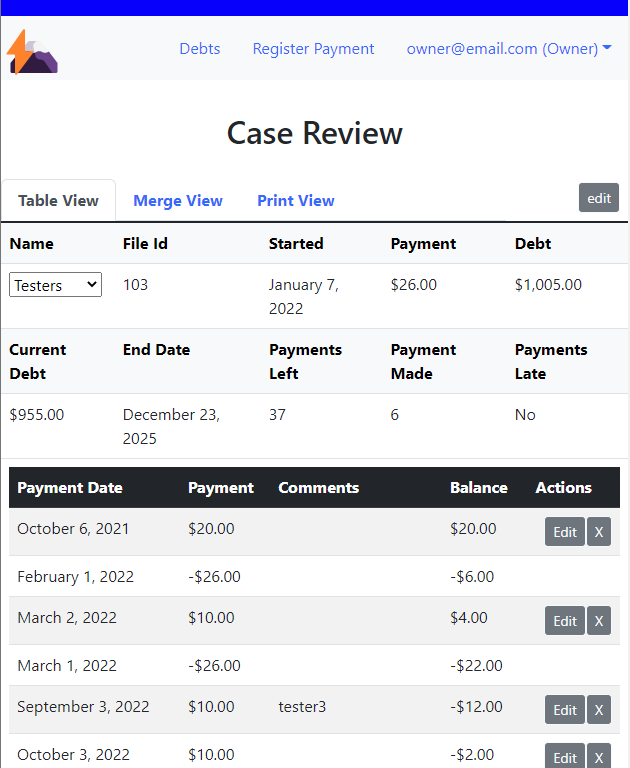 Debts Register Payment owner@email.com (Owner)
Case Review
Table View Merge View Print View edit
Name File Id Started Payment Debt
Testers 103 January 7, 2022 $26.00 $1,005.00
Current Debt End Date Payments Left Payment Made Payments Late
$955.00 December 23, 2025 37 6 No
Payment Date Payment Comments Balance Actions
October 6, 2021 $20.00 $20.00 Edit X
February 1, 2022 -$26.00 -$6.00
March 2, 2022 $10.00 $4.00 Edit X
March 1, 2022 -$26.00 -$22.00
September 3, 2022 $10.00 tester3 -$12.00 Edit X
October 3, 2022 $10.00 -$2.00 Edit X